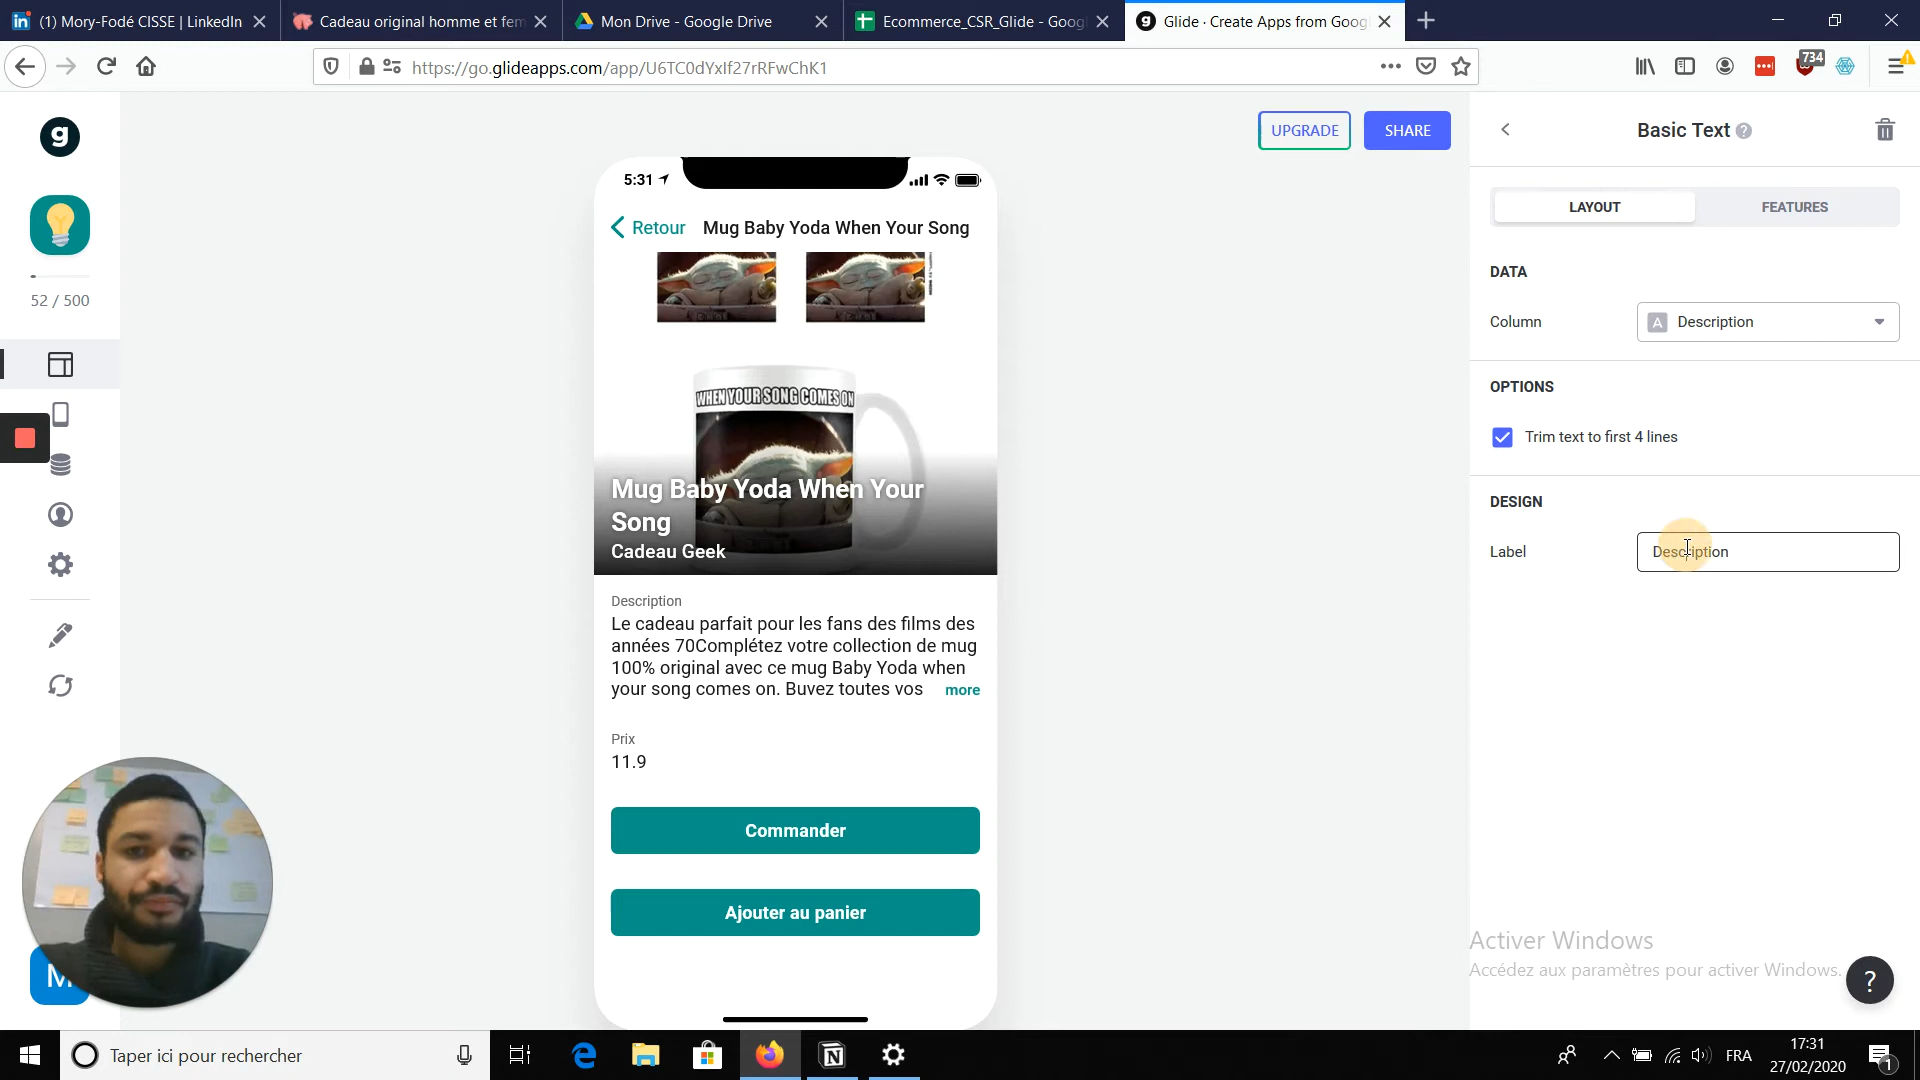 (1) Mory-Fodé CISSE | LinkedIn
Cadeau original homme et fem
Mon Drive - Google Drive
Ecommerce_CSR_Glide - Goog
Glide · Create Apps from Goog
https://go.glideapps.com/app/U6TC0dYxIf27rRFwChK1
734
g
52 / 500
UPGRADE
SHARE
5:31
Retour
Mug Baby Yoda When Your Song
WHEN YOUR SONG COMES ON
Mug Baby Yoda When Your
Song
Cadeau Geek
Description
Le cadeau parfait pour les fans des films des
années 70Complétez votre collection de mug
100% original avec ce mug Baby Yoda when
your song comes on. Buvez toutes vos more
Prix
11.9
Commander
Ajouter au panier
Basic Text
LAYOUT
FEATURES
DATA
Column
A Description
OPTIONS
Trim text to first 4 lines
DESIGN
Label
Description
M
Activer Windows
Accédez aux paramètres pour activer Windows.
?
Taper ici pour rechercher
FRA
17:31
27/02/2020
1